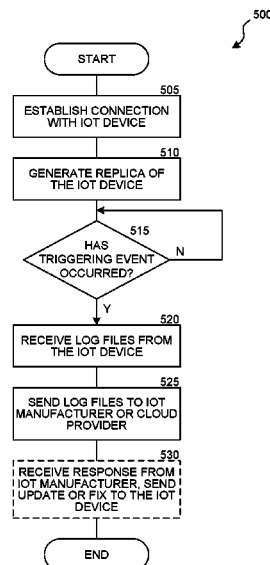 500
START
505
ESTABLISH CONNECTION
WITH IOT DEVICE
510
GENERATE REPLICA OF
THE IOT DEVICE
515
HAS
TRIGGERING EVENT
OCCURRED?
N
Y
520
RECEIVE LOG FILES FROM
THE IOT DEVICE
525
SEND LOG FILES TO IOT
MANUFACTURER OR CLOUD
PROVIDER
530
RECEIVE RESPONSE FROM
IOT MANUFACTURER, SEND
UPDATE OR FIX TO THE IOT
DEVICE
END